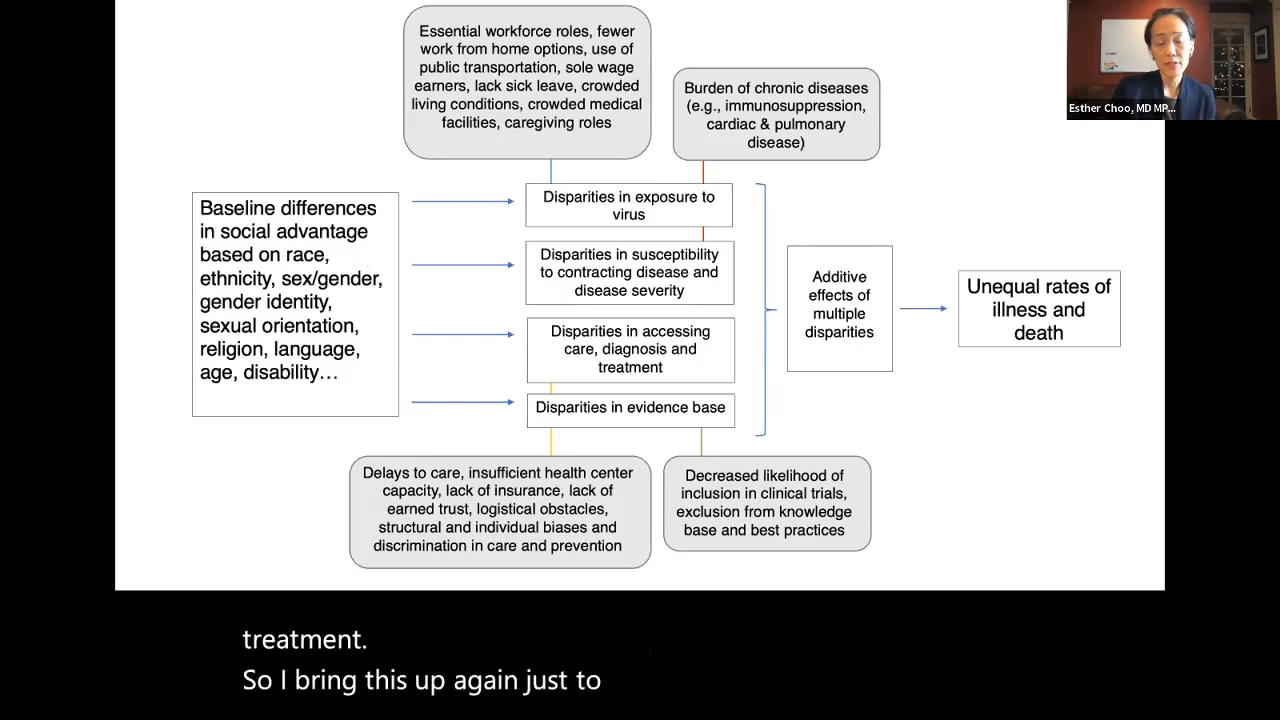 Essential workforce roles, fewer
work from home options, use of
public transportation, sole wage
earners, lack sick leave, crowded
living conditions, crowded medical
facilities, caregiving roles
Burden of chronic diseases
(e.g., immunosuppression,
cardiac & pulmonary
disease)
Esther Choo, MD MP...
Baseline differences
in social advantage
based on race,
ethnicity, sex/gender,
gender identity,
sexual orientation,
religion, language,
age, disability…
Disparities in exposure to
virus
Disparities in susceptibility
to contracting disease and
disease severity
Disparities in accessing
care, diagnosis and
treatment
Disparities in evidence base
Additive
effects of
multiple
disparities
Unequal rates of
illness and
death
Delays to care, insufficient health center
capacity, lack of insurance, lack of
earned trust, logistical obstacles,
structural and individual biases and
discrimination in care and prevention
Decreased likelihood of
inclusion in clinical trials,
exclusion from knowledge
base and best practices
treatment.
So I bring this up again just to